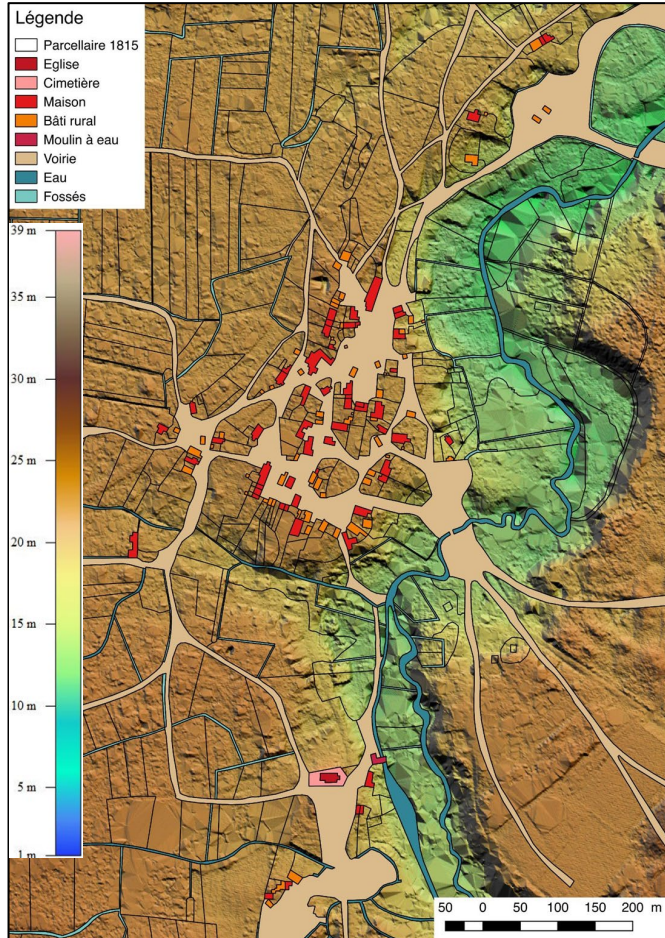 Légende
Parcellaire 1815
Eglise
Cimetière
Maison
Bâti rural
Moulin à eau
Voirie
Eau
Fossés
39 m
35 m
30 m
25 m
20 m
15 m
10 m
5 m
1 m
50 0 50 100 150 200 m